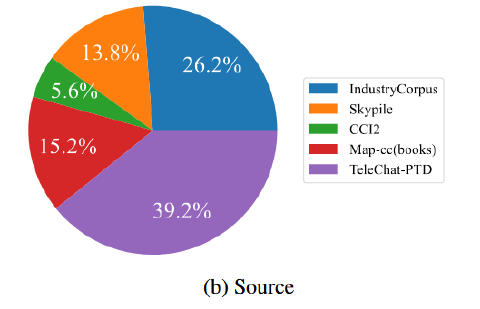 13.8%
26.2%
5.6%
15.2%
39.2%
IndustryCorpus
Skypile
CCI2
Map-cc(books)
TeleChat-PTD
(b) Source